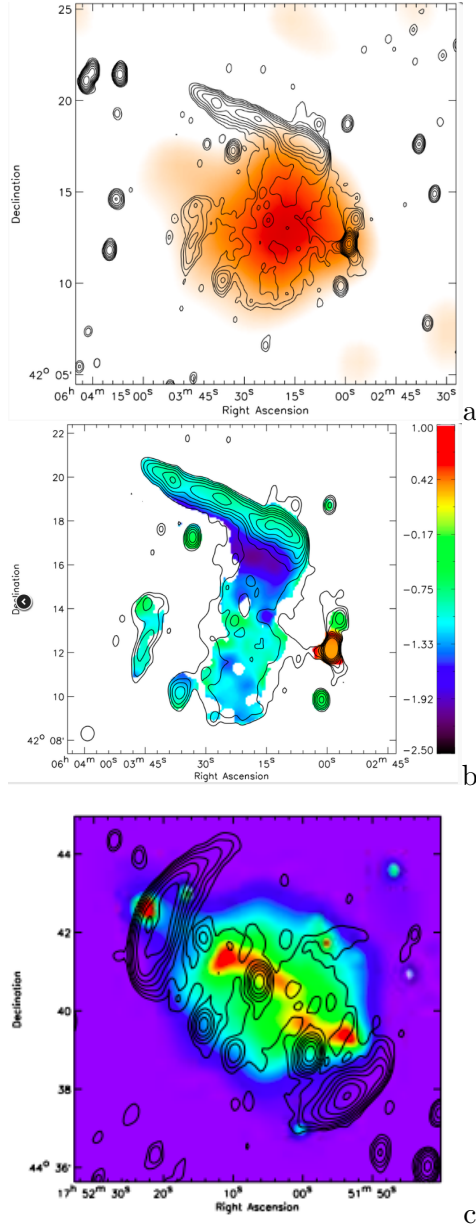 25
20
15
10
42° 05'
Declination
06h 04m 15s 00s 03m 45s 30s 15s 00s 02m 45s 30s
Right Ascension
a
22
20
18
16
14
12
10
42° 08'
Declination
06h 04m 00s 03m 45s 30s 15s 00s 02m 45s
Right Ascension
1.00
0.42
−0.17
−0.75
−1.33
−1.92
−2.50
b
44
42
40
38
44° 36'
Declination
17h 52m 30s 20s 10s 00s 51m 50s
Right Ascension
c